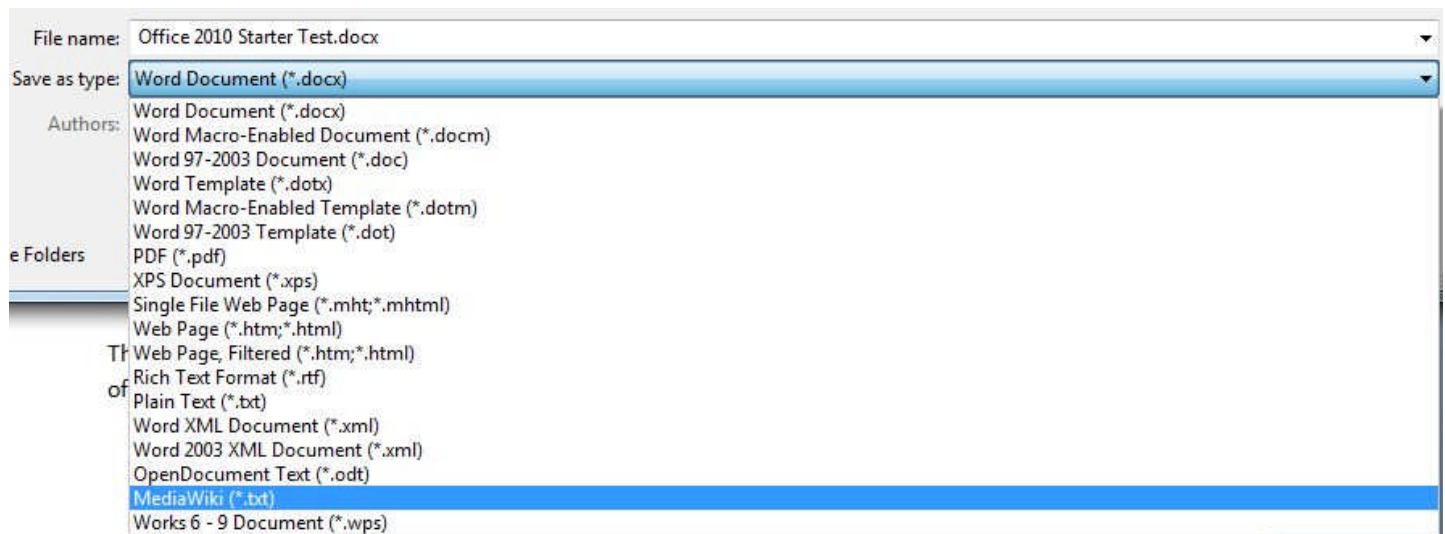 File name: Office 2010 Starter Test.docx
Save as type: Word Document (*.docx)
Authors:
Word Document (*.docx)
Word Macro-Enabled Document (*.docm)
Word 97-2003 Document (*.doc)
Word Template (*.dotx)
Word Macro-Enabled Template (*.dotm)
Word 97-2003 Template (*.dot)
e Folders
PDF (*.pdf)
XPS Document (*.xps)
Single File Web Page (*.mht;*.mhtml)
Web Page (*.htm;*.html)
Th
Web Page, Filtered (*.htm;*.html)
Rich Text Format (*.rtf)
of
Plain Text (*.txt)
Word XML Document (*.xml)
Word 2003 XML Document (*.xml)
OpenDocument Text (*.odt)
MediaWiki (*.txt)
Works 6 - 9 Document (*.wps)